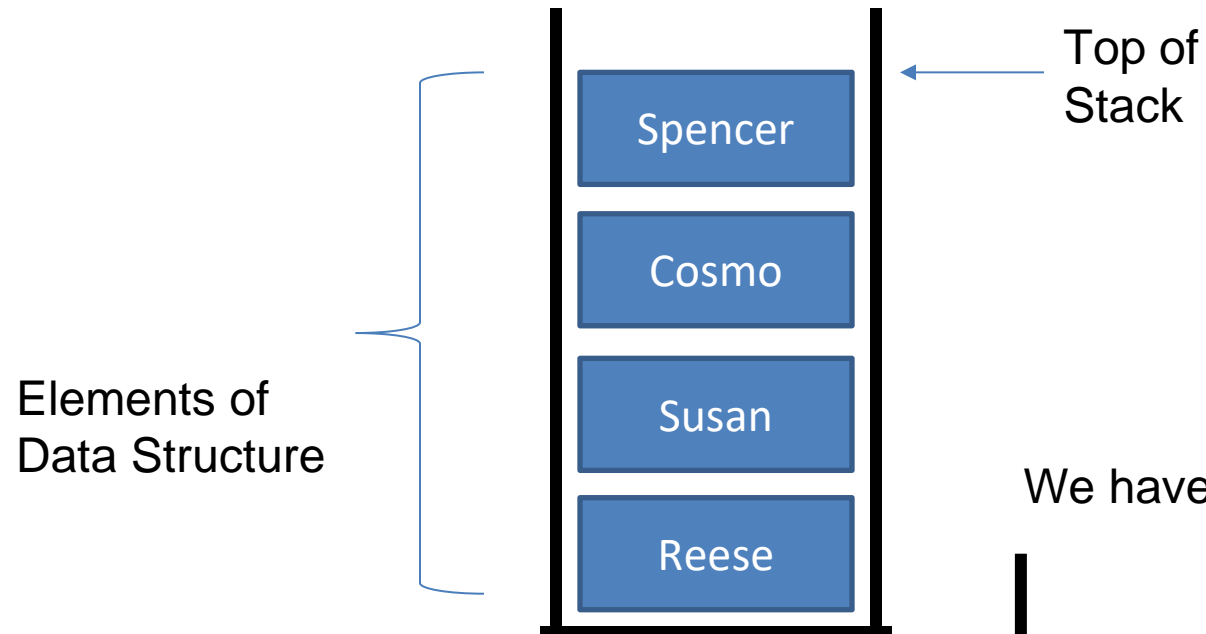 Top of
Stack
Spencer
Cosmo
Susan
Reese
Elements of
Data Structure
We have